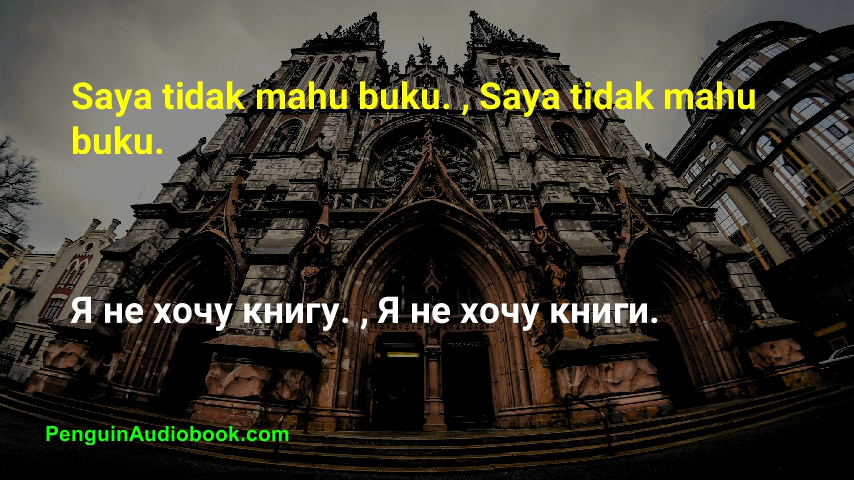 Saya tidak mahu buku. , Saya tidak mahu
buku.
Я не хочу книгу. , Я не хочу книги.
PenguinAudiobook.com